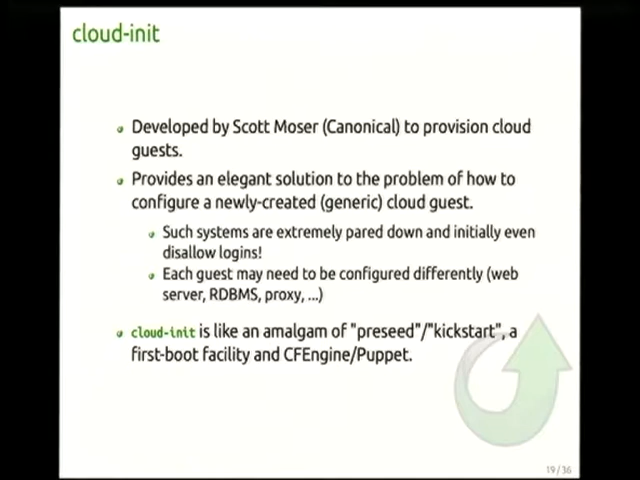 cloud-init
Developed by Scott Moser (Canonical) to provision cloud
guests.
Provides an elegant solution to the problem of how to
configure a newly-created (generic) cloud guest.
Such systems are extremely pared down and initially even
disallow logins!
Each guest may need to be configured differently (web
server, RDBMS, proxy, ...)
cloud-init is like an amalgam of "preseed"/"kickstart", a
first-boot facility and CFEngine/Puppet.
19 / 36